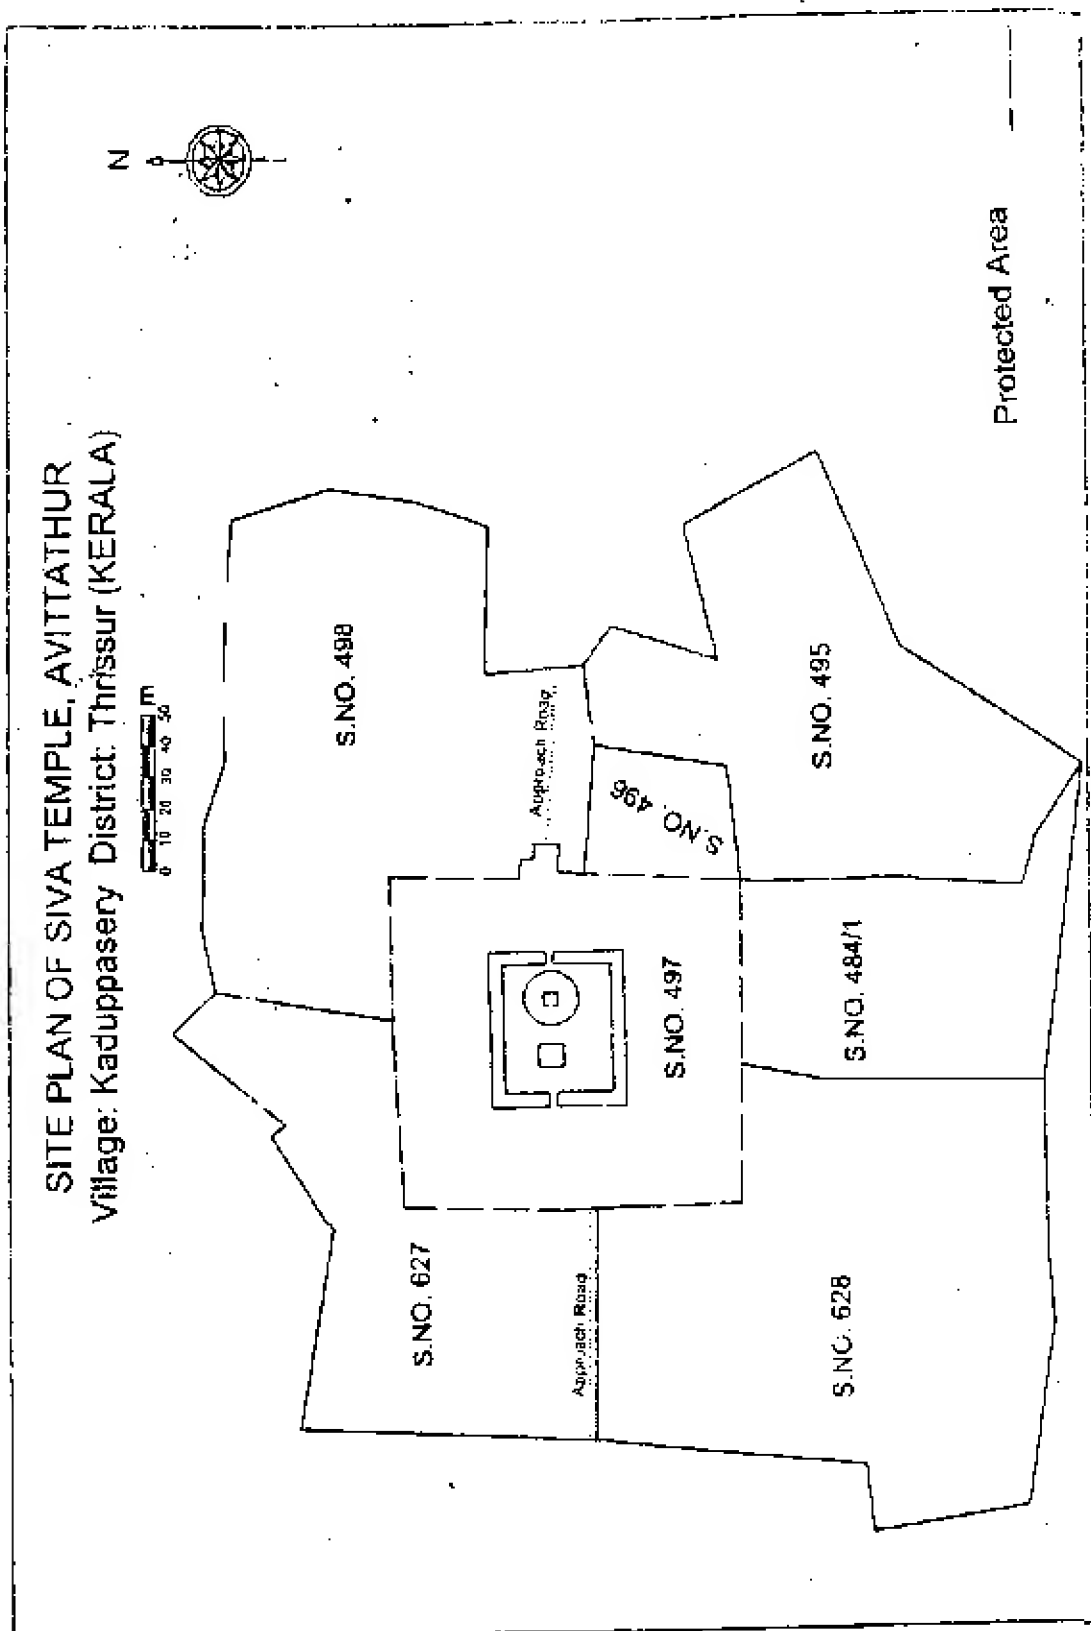 SITE PLAN OF SIVA TEMPLE, AVITTATHUR
Village: Kaduppasery District: Thrissur (KERALA)
0 10 20 30 40 50 m
N
S.NO. 498
S.NO. 627
Approach Road
Approach Road
S.NO. 496
S.NO. 497
S.NO. 495
S.NO. 484/1
S.NO. 628
Protected Area